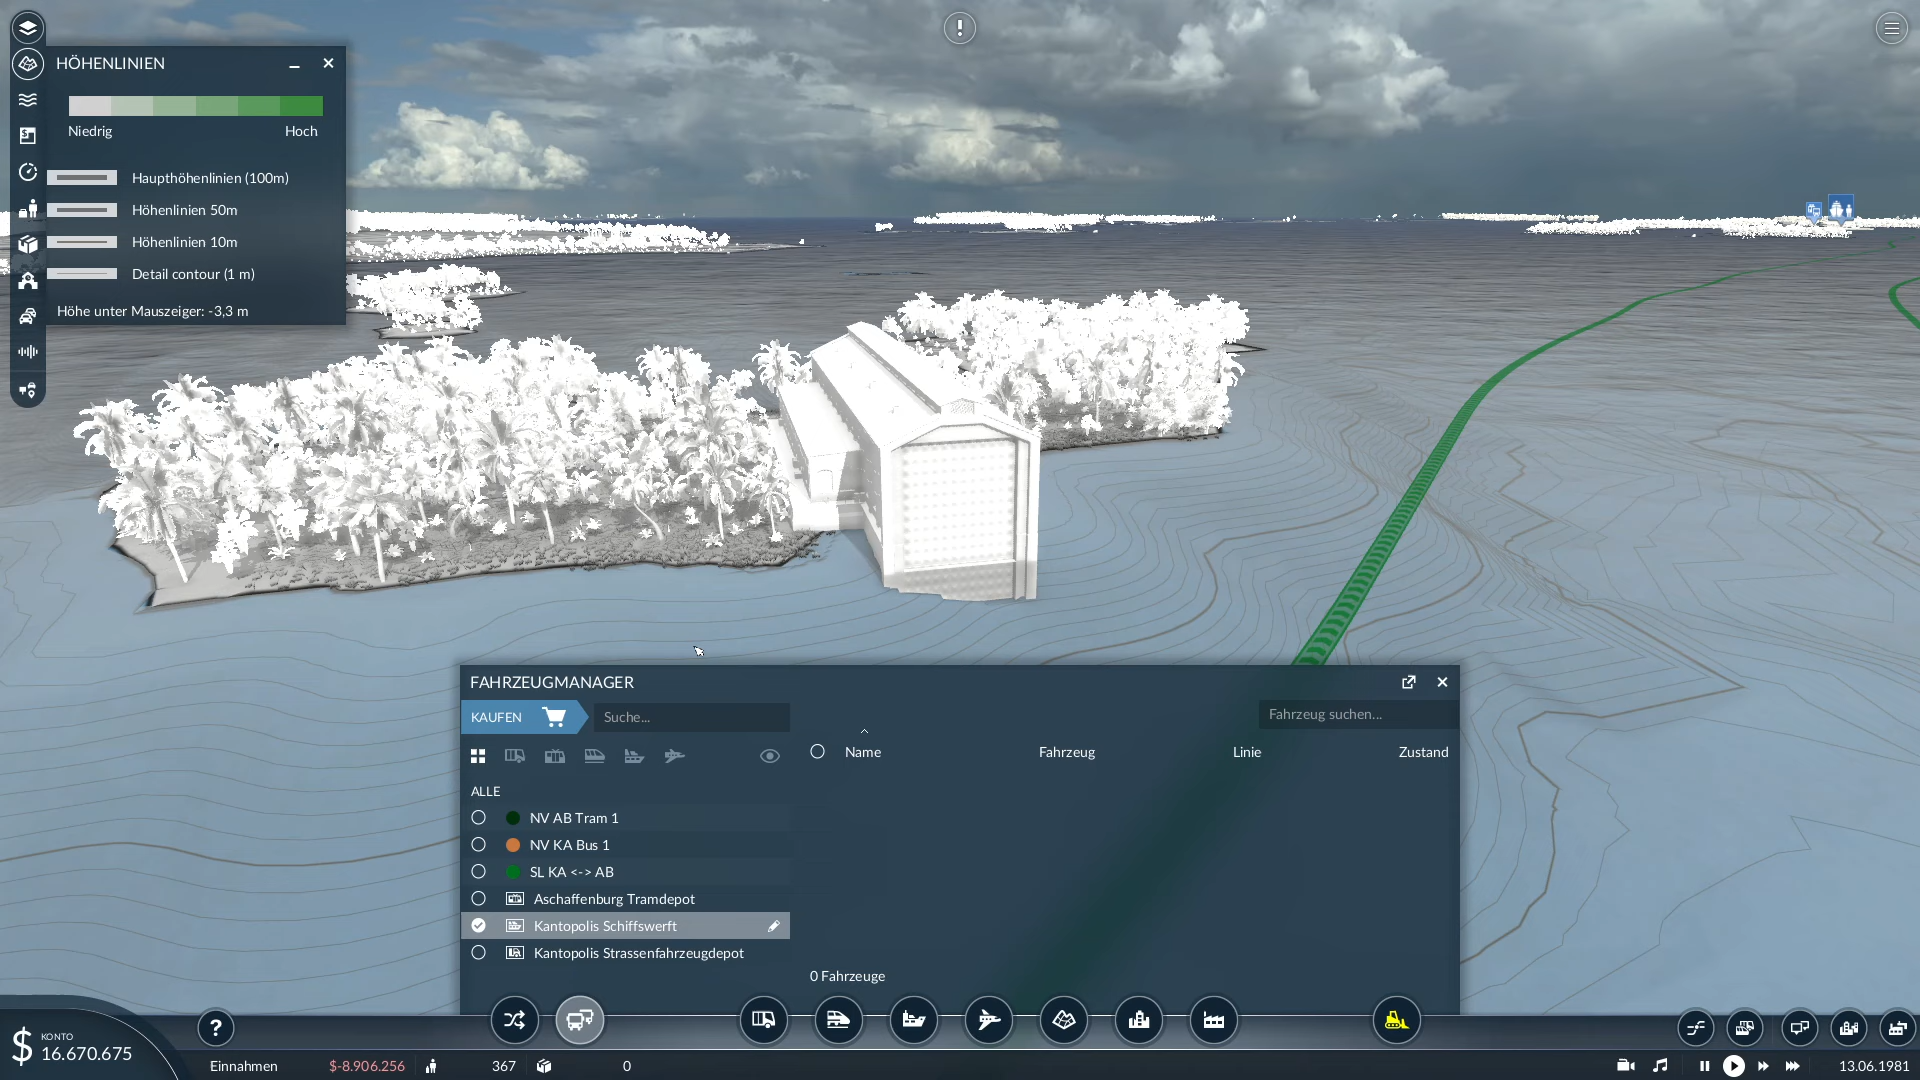 HÖHENLINIEN
Niedrig Hoch
Haupthöhenlinien (100m)
Höhenlinien 50m
Höhenlinien 10m
Detail contour (1 m)
Höhe unter Mauszeiger: -3,3 m
FAHRZEUGMANAGER
KAUFEN Suche... Fahrzeug suchen...
Name Fahrzeug Linie Zustand
ALLE
NV AB Tram 1
NV KA Bus 1
SL KA <-> AB
Aschaffenburg Tramdepot
Kantopolis Schiffswerft
Kantopolis Strassenfahrzeugdepot
0 Fahrzeuge
KONTO
$ 16.670.675
Einnahmen $-8.906.256 367 0 13.06.1981